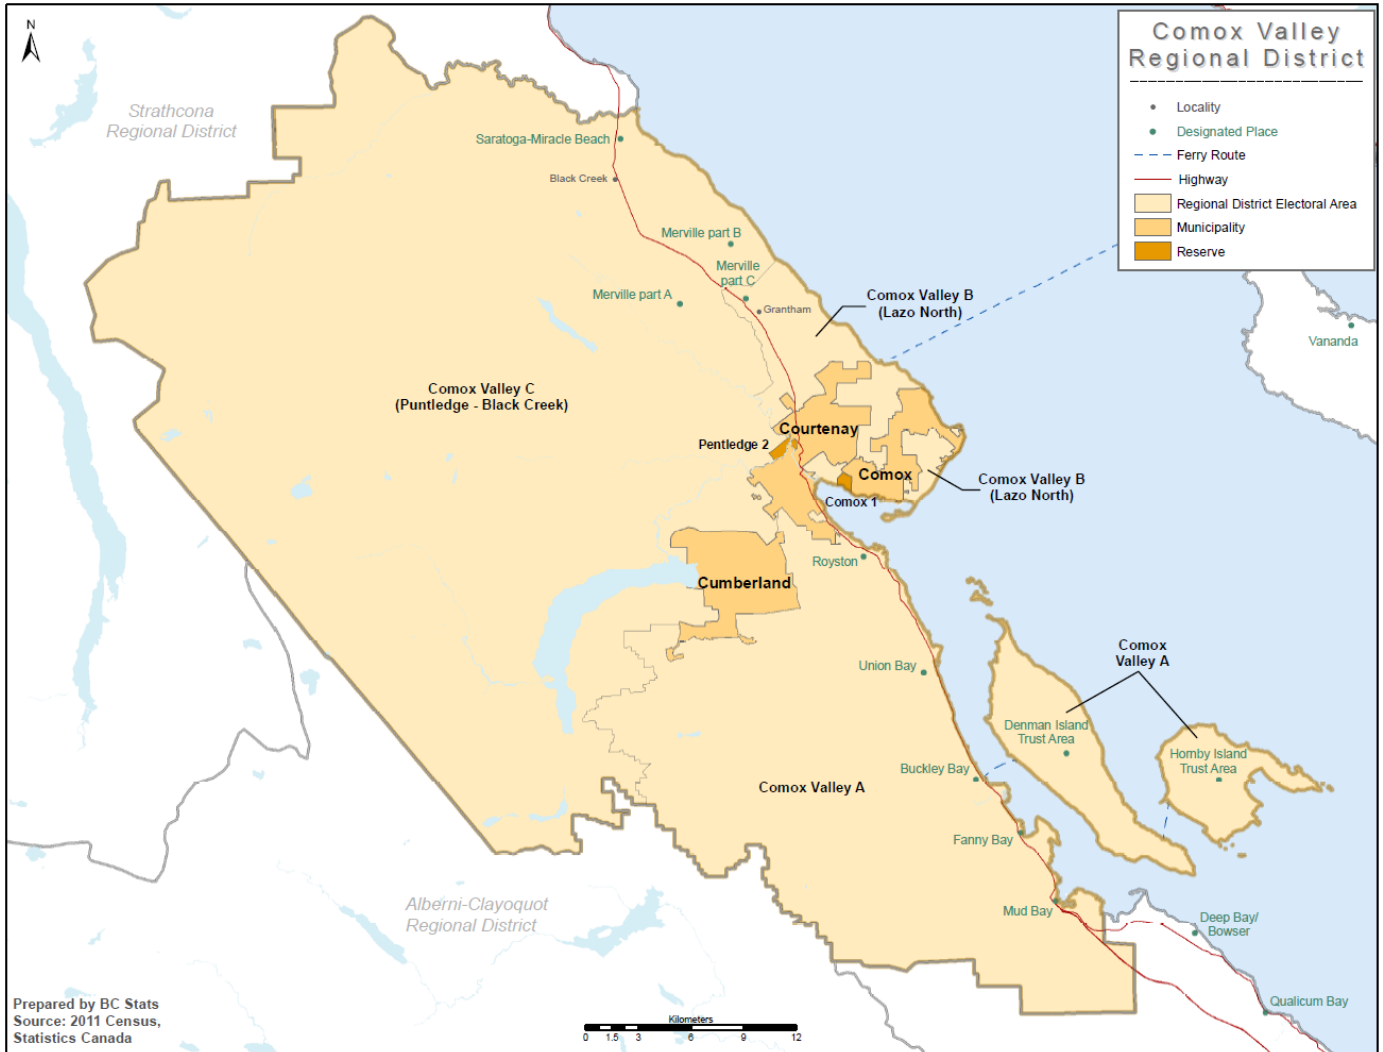 N
Comox Valley
Regional District
Locality
Designated Place
Ferry Route
Highway
Regional District Electoral Area
Municipality
Reserve
Strathcona
Regional District
Saratoga-Miracle Beach
Black Creek
Merville part B
Merville
part C
Merville part A
Grantham
Comox Valley B
(Lazo North)
Vananda
Comox Valley C
(Puntledge - Black Creek)
Courtenay
Pentledge 2
Comox
Comox Valley B
(Lazo North)
Comox 1
Royston
Cumberland
Comox
Valley A
Union Bay
Denman Island
Trust Area
Hornby Island
Trust Area
Buckley Bay
Comox Valley A
Fanny Bay
Mud Bay
Alberni-Clayoquot
Regional District
Deep Bay/
Bowser
Qualicum Bay
Prepared by BC Stats
Source: 2011 Census,
Statistics Canada
Kilometers
0 1.5 3 6 9 12